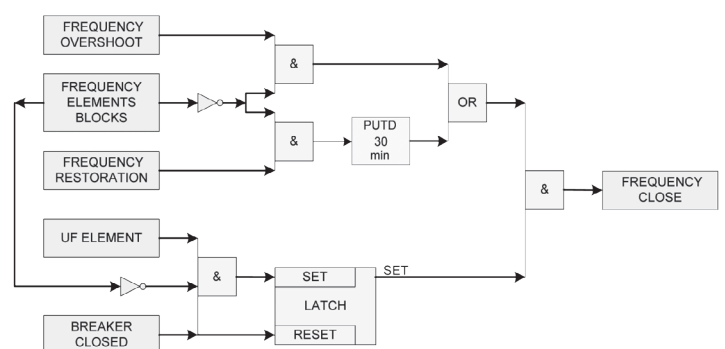 FREQUENCY
OVERSHOOT
&
FREQUENCY
ELEMENTS
BLOCKS
OR
&
PUTD
30
min
FREQUENCY
RESTORATION
&
FREQUENCY
CLOSE
UF ELEMENT
&
SET
SET
LATCH
RESET
BREAKER
CLOSED